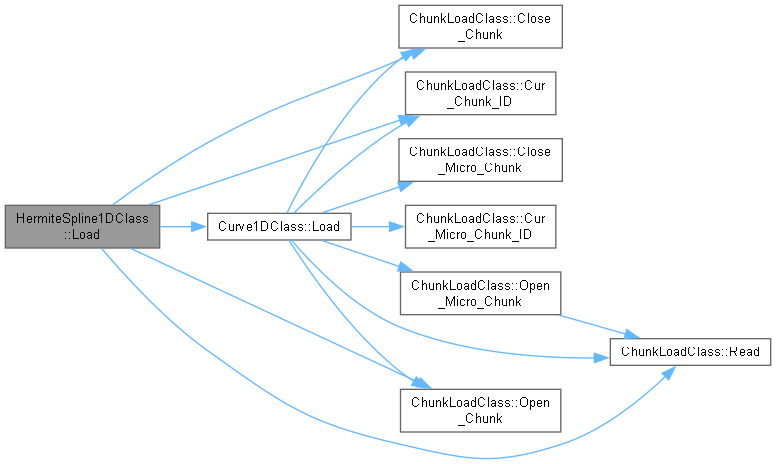 ChunkLoadClass::Close
_Chunk
ChunkLoadClass::Cur
_Chunk_ID
ChunkLoadClass::Close
_Micro_Chunk
HermiteSpline1DClass
::Load
Curve1DClass::Load
ChunkLoadClass::Cur
_Micro_Chunk_ID
ChunkLoadClass::Open
_Micro_Chunk
ChunkLoadClass::Read
ChunkLoadClass::Open
_Chunk